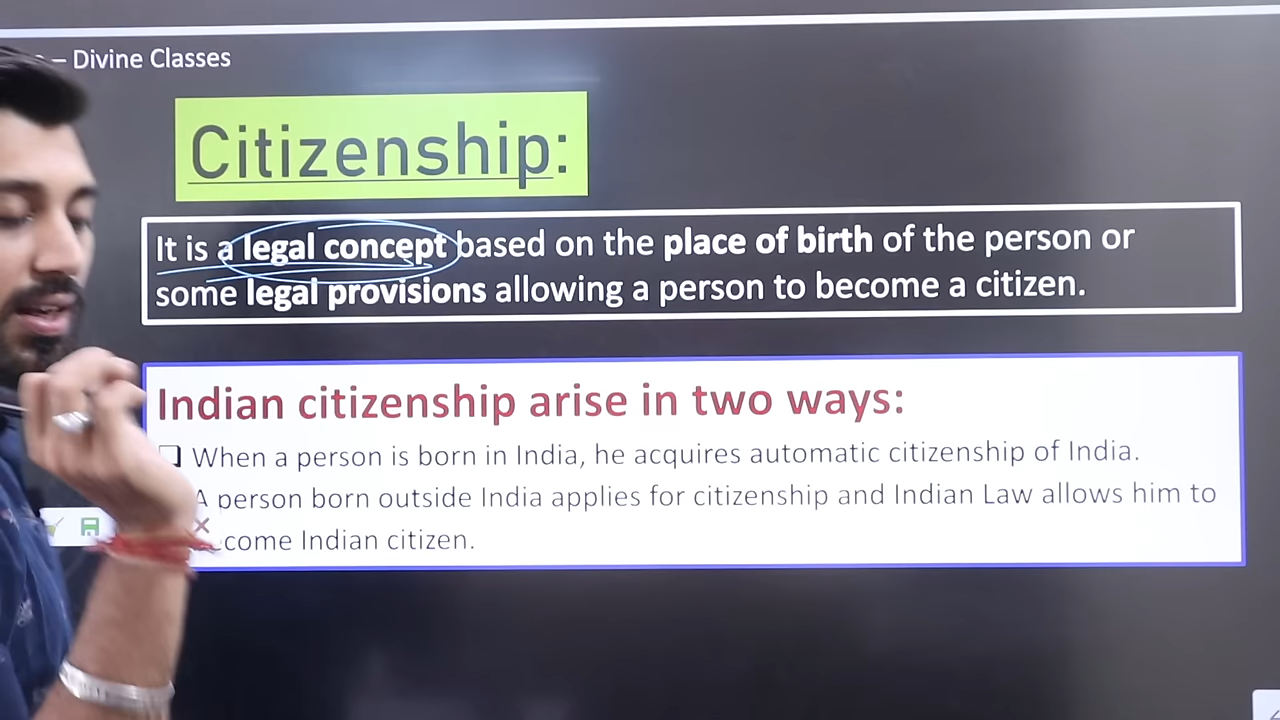 – Divine Classes
Citizenship:
It is a legal concept based on the place of birth of the person or
some legal provisions allowing a person to become a citizen.
Indian citizenship arise in two ways:
❑ When a person is born in India, he acquires automatic citizenship of India.
A person born outside India applies for citizenship and Indian Law allows him to
come Indian citizen.